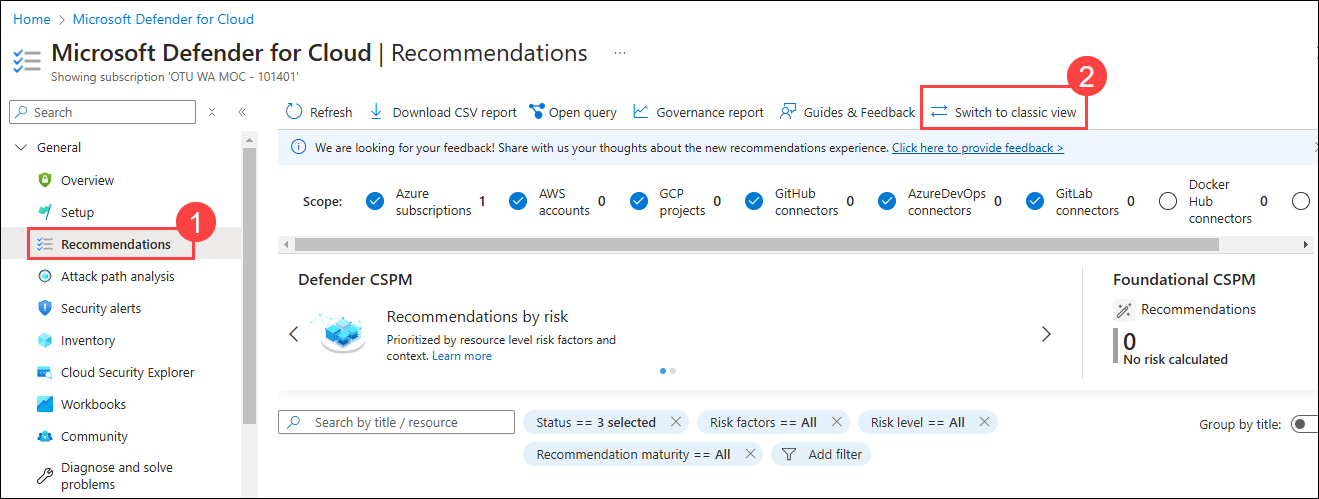 Home > Microsoft Defender for Cloud
Microsoft Defender for Cloud | Recommendations ...
Showing subscription 'OTU WA MOC - 101401'
Search
Refresh Download CSV report Open query Governance report Guides & Feedback Switch to classic view
2
We are looking for your feedback! Share with us your thoughts about the new recommendations experience. Click here to provide feedback >
General
Overview
Setup
Recommendations
1
Attack path analysis
Security alerts
Inventory
Cloud Security Explorer
Workbooks
Community
Diagnose and solve
problems
Scope:
Azure
subscriptions 1
AWS
accounts 0
GCP
projects 0
GitHub
connectors 0
AzureDevOps
connectors 0
GitLab
connectors 0
Docker
Hub
connectors 0
Defender CSPM
Recommendations by risk
Prioritized by resource level risk factors and
context. Learn more
Foundational CSPM
Recommendations
0
No risk calculated
Search by title / resource
Status == 3 selected Risk factors == All Risk level == All
Recommendation maturity == All Add filter
Group by title: